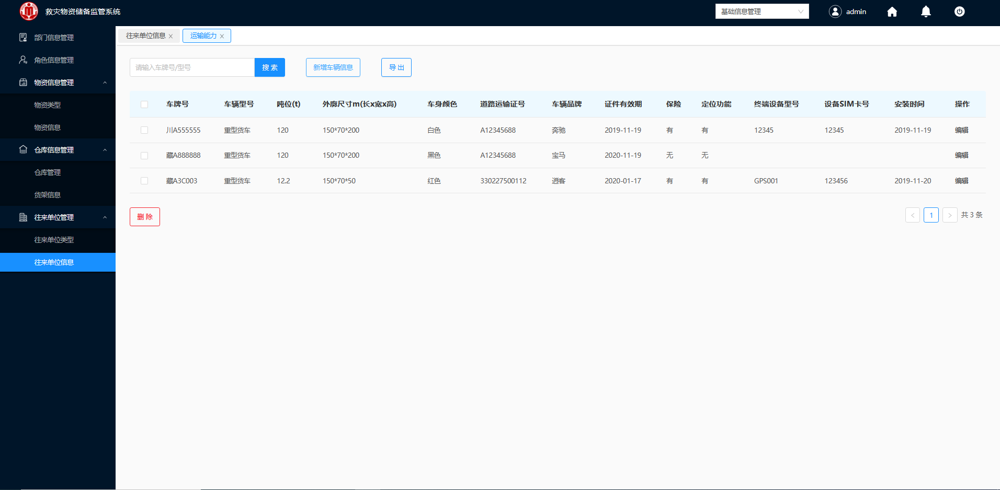 救灾物资储备监管系统
基础信息管理
admin
部门信息管理
角色信息管理
物资信息管理
物资类型
物资信息
仓库信息管理
仓库管理
货架信息
往来单位管理
往来单位类型
往来单位信息
往来单位信息 x 运输能力 x
请输入车牌号/型号 搜 索 新增车辆信息 导 出
车牌号 车辆型号 吨位(t) 外廓尺寸m(长x宽x高) 车身颜色 道路运输证号 车辆品牌 证件有效期 保险 定位功能 终端设备型号 设备SIM卡号 安装时间 操作
川A555555 重型货车 120 150*70*200 白色 A12345688 奔驰 2019-11-19 有 有 12345 12345 2019-11-19 编辑
藏A888888 重型货车 120 150*70*200 黑色 A12345688 宝马 2020-11-19 无 无 编辑
藏A3C003 重型货车 12.2 150*70*50 红色 330227500112 逍客 2020-01-17 有 有 GPS001 123456 2019-11-20 编辑
删 除
< 1 > 共 3 条